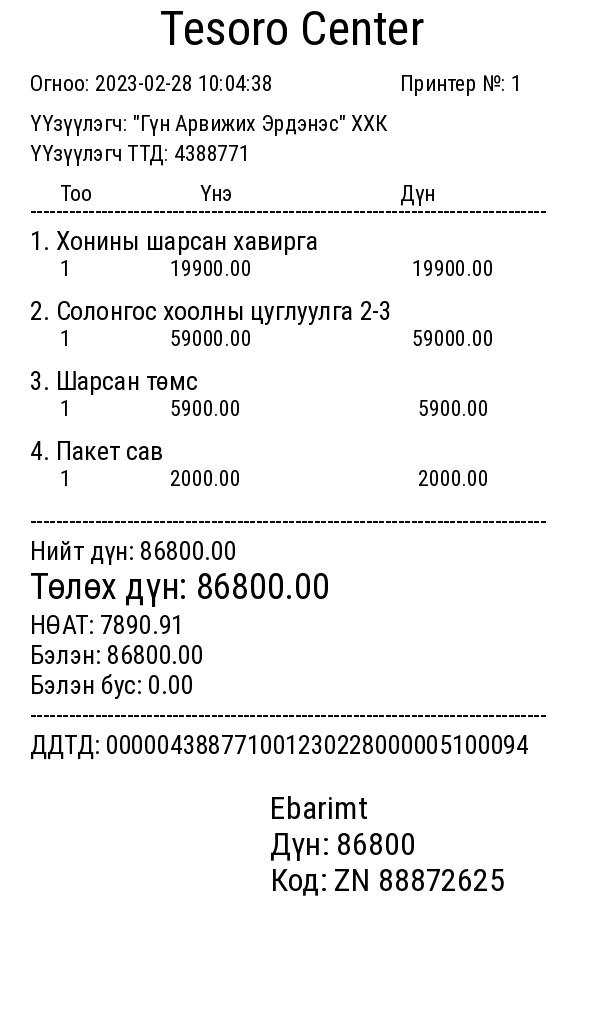 Tesoro Center
Огноо: 2023-02-28 10:04:38 Принтер №: 1
ҮҮзүүлэгч: "Гүн Арвижих Эрдэнэс" ХХК
ҮҮзүүлэгч ТТД: 4388771
Тоо Үнэ Дүн
--------------------------------------------------------------------------------
1. Хонины шарсан хавирга
1 19900.00 19900.00
2. Солонгос хоолны цуглуулга 2-3
1 59000.00 59000.00
3. Шарсан төмс
1 5900.00 5900.00
4. Пакет сав
1 2000.00 2000.00
--------------------------------------------------------------------------------
Нийт дүн: 86800.00
Төлөх дүн: 86800.00
НӨАТ: 7890.91
Бэлэн: 86800.00
Бэлэн бус: 0.00
--------------------------------------------------------------------------------
ДДТД: 000004388771001230228000005100094
Ebarimt
Дүн: 86800
Код: ZN 88872625